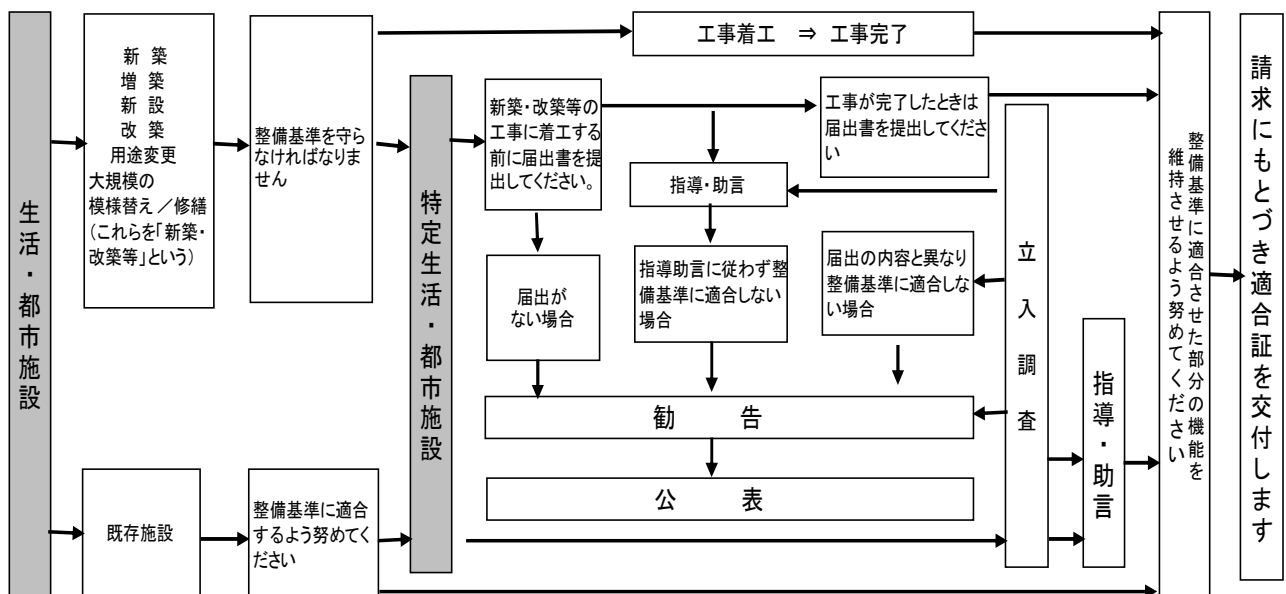 生活・都市施設
新 築
増 築
新 設
改 築
用途変更
大規模の
模様替え／修繕
(これらを「新築・
改築等」という)
整備基準を守ら
なければなりま
せん
既存施設
整備基準に適合
するよう努めてく
ださい
特定生活・都市施設
工事着工 ⇒ 工事完了
新築・改築等の
工事に着工する
前に届出書を提
出してください。
工事が完了したときは
届出書を提出してくださ
い
指導・助言
届出が
ない場合
指導助言に従わず整
備基準に適合しない
場合
届出の内容と異なり
整備基準に適合しな
い場合
勧 告
公 表
立入調査
指導・助言
整備基準に適合させた部分の機能を
維持させるよう努めてください
請求にもとづき適合証を交付します